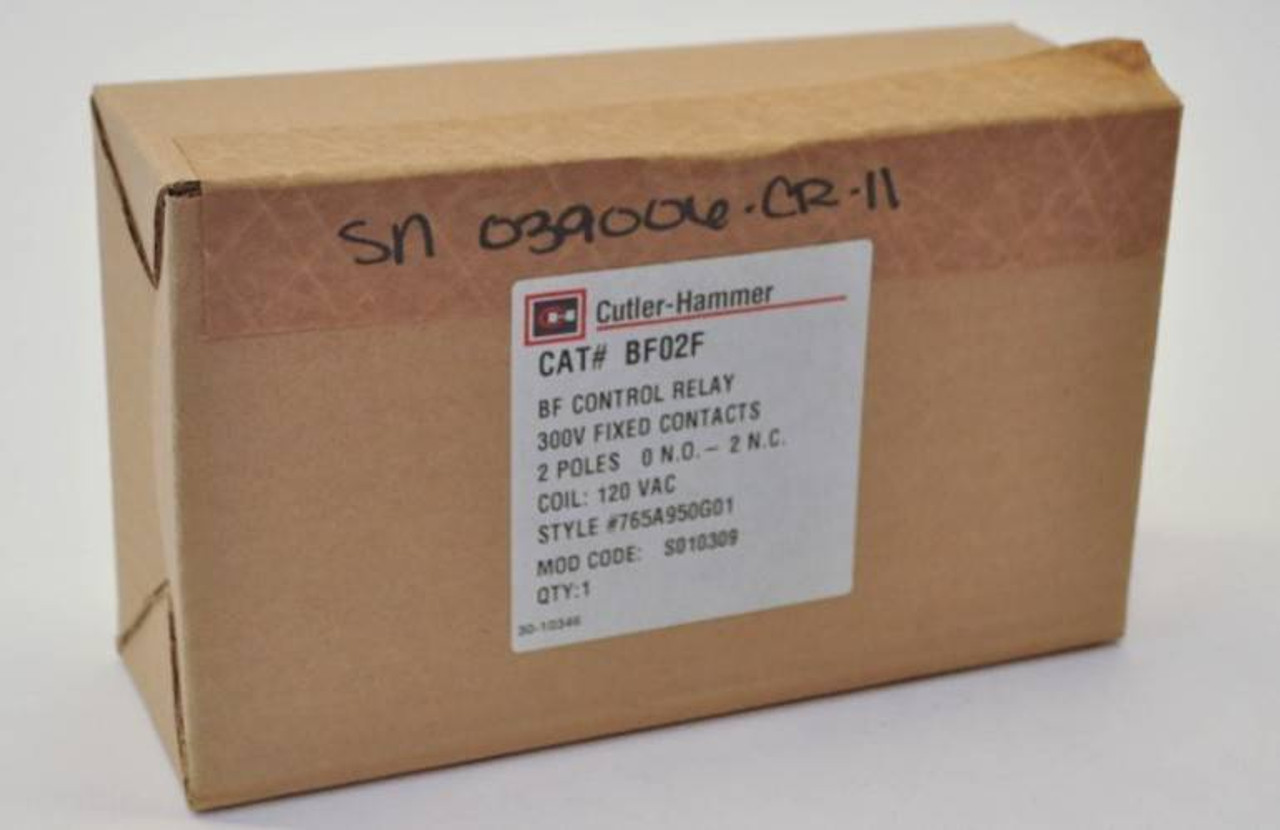 SN 039006-CR-11
Cutler-Hammer
CAT# BF02F
BF CONTROL RELAY
300V FIXED CONTACTS
2 POLES 0 N.O.– 2 N.C.
COIL: 120 VAC
STYLE #765A950G01
MOD CODE: S010309
QTY:1
30-10346